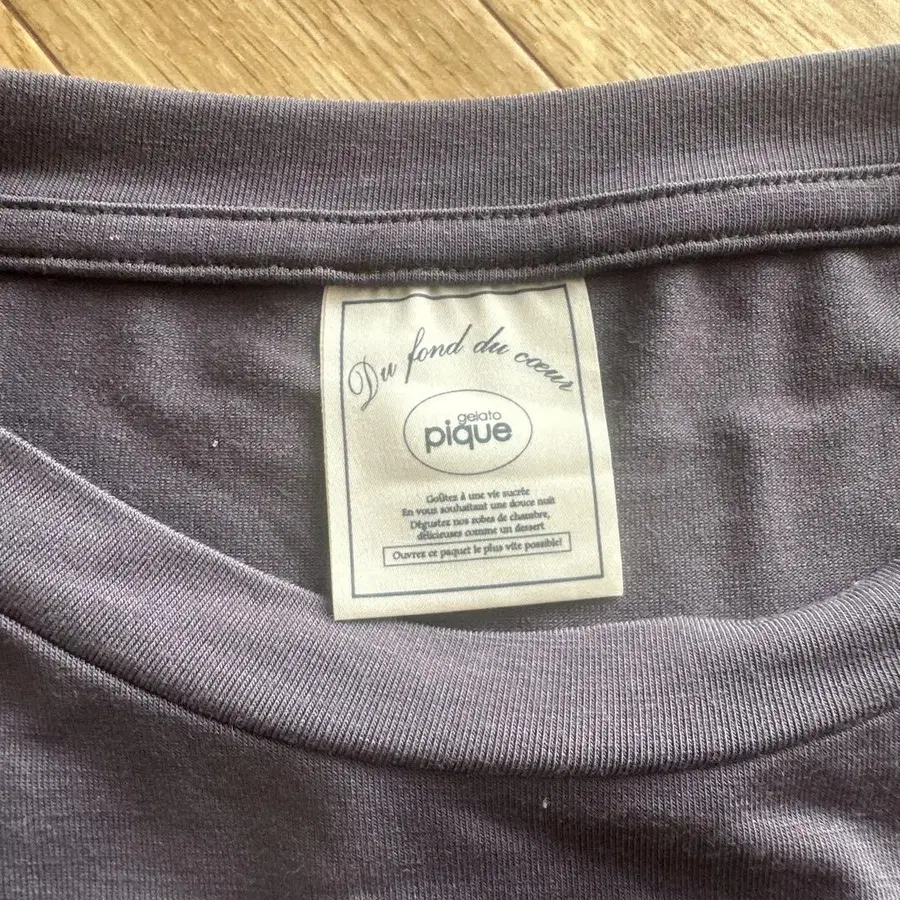 Du fond du cœur
gelato
pique
Goûtez à une vie sucrée
En vous souhaitant une douce nuit
Dégustez nos robes de chambre,
délicieuses comme un dessert
Ouvrez ce paquet le plus vite possible!